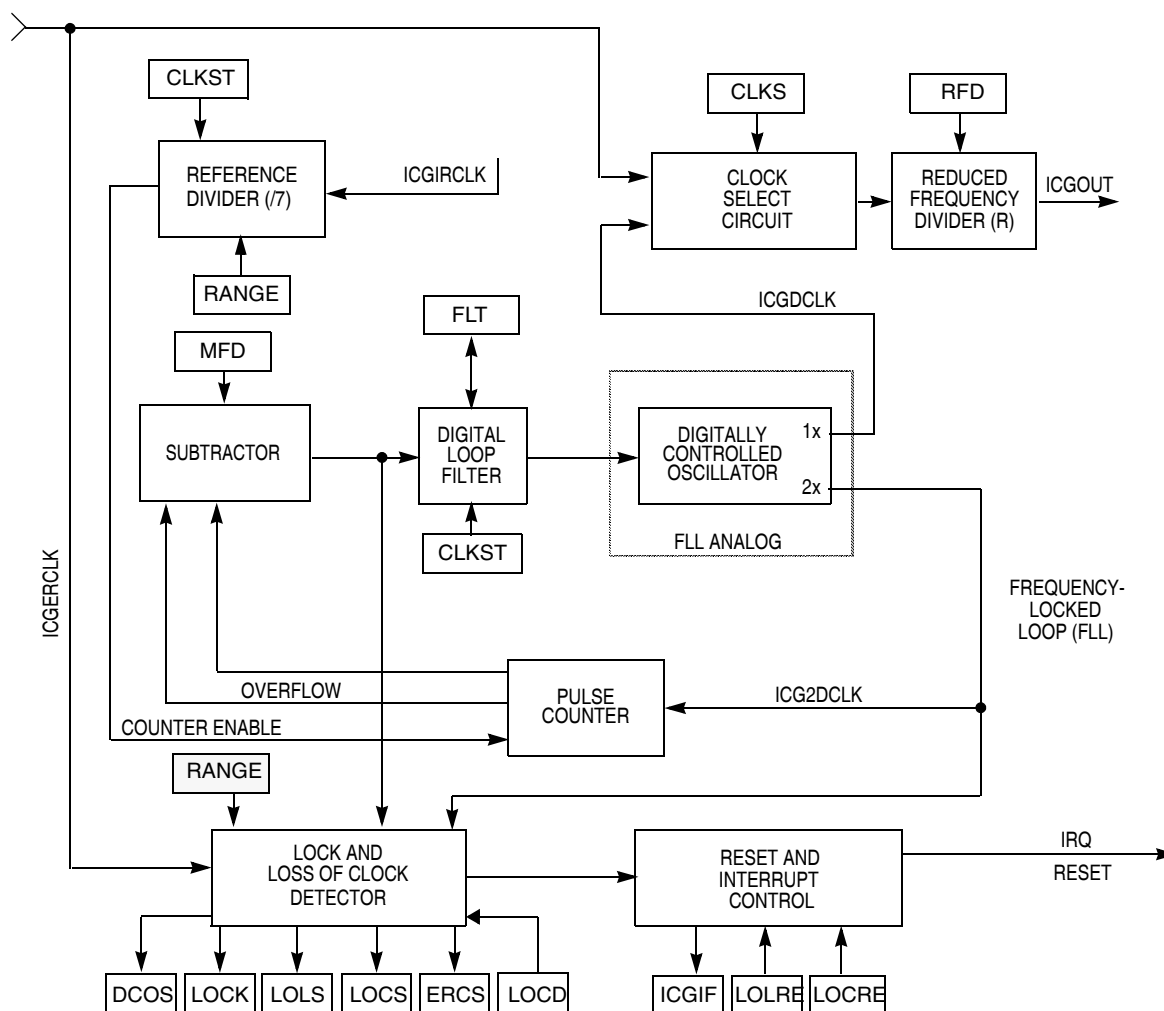 CLKST
CLKS
RFD
REFERENCE
DIVIDER (/7)
ICGIRCLK
CLOCK
SELECT
CIRCUIT
REDUCED
FREQUENCY
DIVIDER (R)
ICGOUT
RANGE
FLT
ICGDCLK
MFD
SUBTRACTOR
DIGITAL
LOOP
FILTER
DIGITALLY
CONTROLLED
OSCILLATOR
1x
2x
FLL ANALOG
CLKST
ICGERCLK
FREQUENCY-
LOCKED
LOOP (FLL)
OVERFLOW
PULSE
COUNTER
ICG2DCLK
COUNTER ENABLE
RANGE
LOCK AND
LOSS OF CLOCK
DETECTOR
RESET AND
INTERRUPT
CONTROL
IRQ
RESET
DCOS
LOCK
LOLS
LOCS
ERCS
LOCD
ICGIF
LOLRE
LOCRE